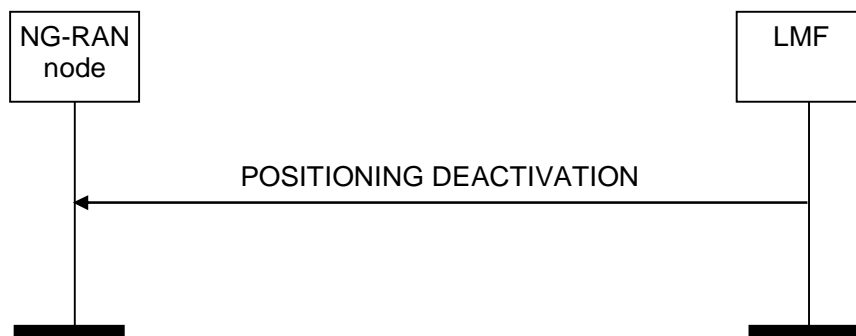 NG-RAN
node
LMF
POSITIONING DEACTIVATION